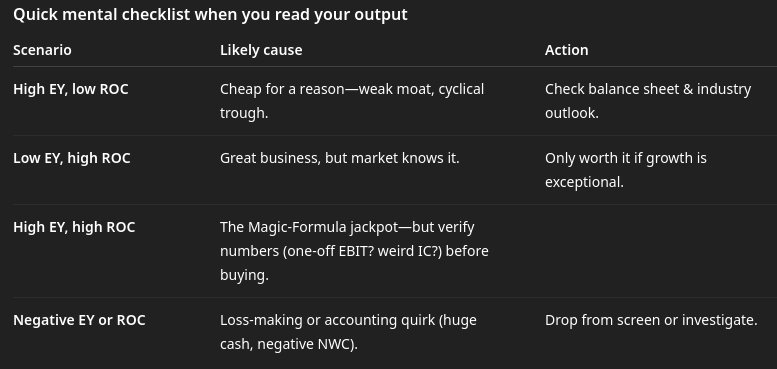 Quick mental checklist when you read your output
Scenario Likely cause Action
High EY, low ROC Cheap for a reason—weak moat, cyclical Check balance sheet & industry
trough. outlook.
Low EY, high ROC Great business, but market knows it. Only worth it if growth is
exceptional.
High EY, high ROC The Magic-Formula jackpot—but verify
numbers (one-off EBIT? weird IC?) before
buying.
Negative EY or ROC Loss-making or accounting quirk (huge Drop from screen or investigate.
cash, negative NWC).